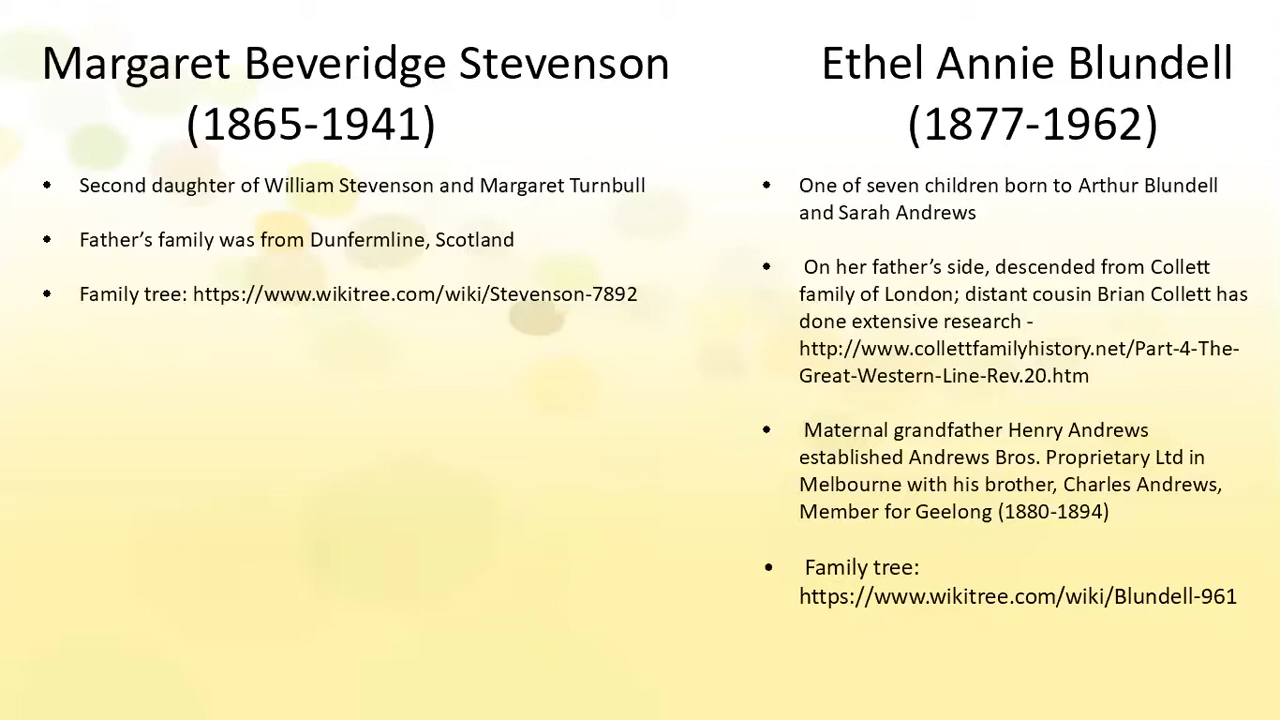 Margaret Beveridge Stevenson
(1865-1941)
• Second daughter of William Stevenson and Margaret Turnbull
• Father’s family was from Dunfermline, Scotland
• Family tree: https://www.wikitree.com/wiki/Stevenson-7892
Ethel Annie Blundell
(1877-1962)
• One of seven children born to Arthur Blundell
and Sarah Andrews
• On her father’s side, descended from Collett
family of London; distant cousin Brian Collett has
done extensive research -
http://www.collettfamilyhistory.net/Part-4-The-
Great-Western-Line-Rev.20.htm
• Maternal grandfather Henry Andrews
established Andrews Bros. Proprietary Ltd in
Melbourne with his brother, Charles Andrews,
Member for Geelong (1880-1894)
• Family tree:
https://www.wikitree.com/wiki/Blundell-961